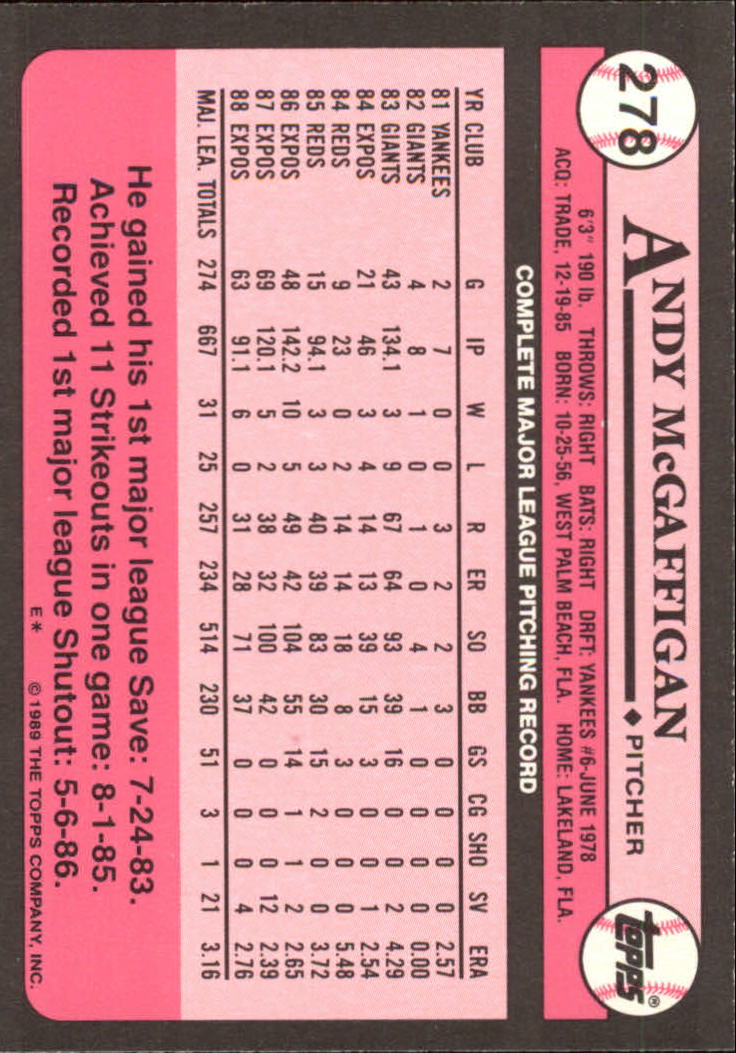 278
ANDY McGAFFIGAN ◆ PITCHER
topps®
6'3" 190 lb. THROWS: RIGHT BATS: RIGHT DRFT: YANKEES #6-JUNE 1978
ACQ: TRADE, 12-19-85 BORN: 10-25-56, WEST PALM BEACH, FLA. HOME: LAKELAND, FLA.
COMPLETE MAJOR LEAGUE PITCHING RECORD
YR CLUB G IP W L R ER SO BB GS CG SHO SV ERA
81 YANKEES 2 7 0 0 3 2 2 3 0 0 0 0 2.57
82 GIANTS 4 8 1 0 1 0 4 1 0 0 0 0 0.00
83 GIANTS 43 134.1 3 9 67 64 93 39 16 0 0 2 4.29
84 EXPOS 21 46 3 4 14 13 39 15 3 0 0 1 2.54
84 REDS 9 23 0 2 14 14 18 8 3 0 0 0 5.48
85 REDS 15 94.1 3 3 40 39 83 30 15 2 0 0 3.72
86 EXPOS 48 142.2 10 5 49 42 104 55 14 1 1 2 2.65
87 EXPOS 69 120.1 5 2 38 32 100 42 0 0 0 12 2.39
88 EXPOS 63 91.1 6 0 31 28 71 37 0 0 0 4 2.76
MAJ. LEA. TOTALS 274 667 31 25 257 234 514 230 51 3 1 21 3.16
He gained his 1st major league Save: 7-24-83.
Achieved 11 Strikeouts in one game: 8-1-85.
Recorded 1st major league Shutout: 5-6-86.
E* © 1989 THE TOPPS COMPANY, INC.